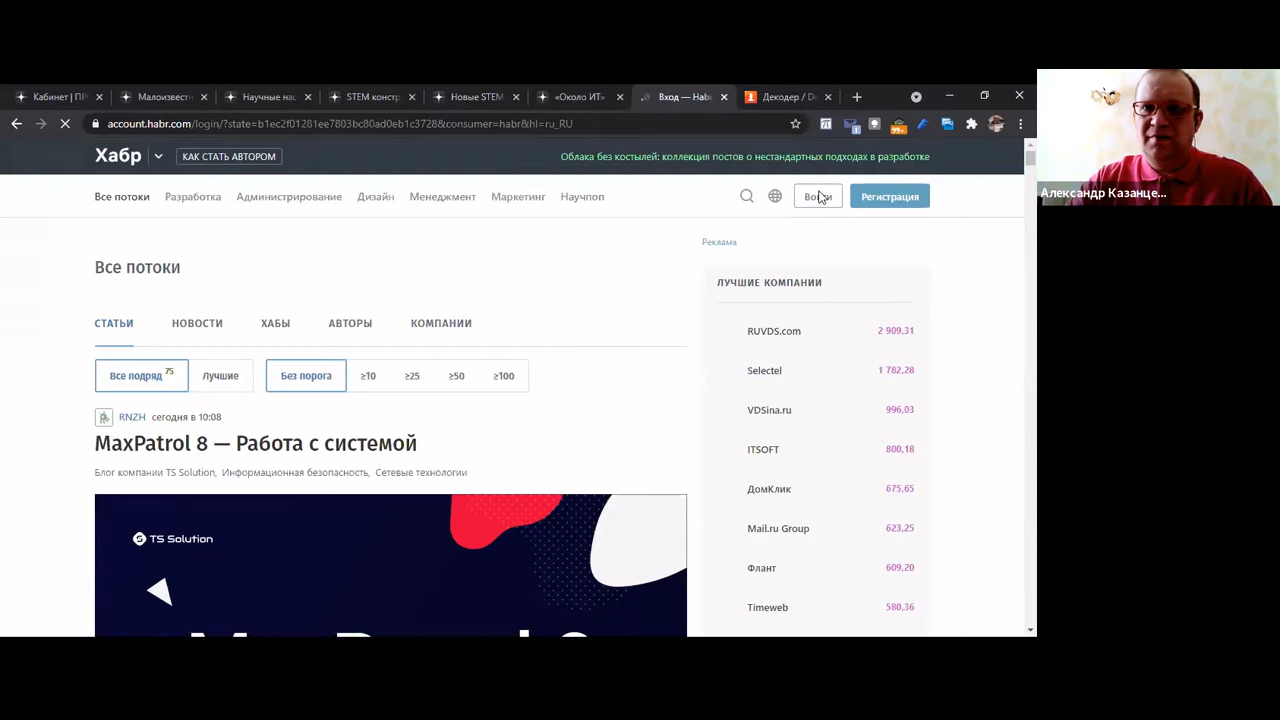 Кабинет | ПР
Малоизвест
Научные нас
STEM констр
Новые STEM
«Около ИТ»
Вход — Habr
Декодер / De
account.habr.com/login/?state=b1ec2f01281ee7803bc80ad0eb1c3728&consumer=habr&hl=ru_RU
1
99+
Хабр
КАК СТАТЬ АВТОРОМ
Облака без костылей: коллекция постов о нестандартных подходах в разработке
Все потоки Разработка Администрирование Дизайн Менеджмент Маркетинг Научпоп
Войти
Регистрация
Александр Казанце...
Реклама
Все потоки
СТАТЬИ НОВОСТИ ХАБЫ АВТОРЫ КОМПАНИИ
Все подряд 75 Лучшие Без порога ≥10 ≥25 ≥50 ≥100
RNZH сегодня в 10:08
MaxPatrol 8 — Работа с системой
Блог компании TS Solution, Информационная безопасность, Сетевые технологии
TS Solution
ЛУЧШИЕ КОМПАНИИ
RUVDS.com 2 909,31
Selectel 1 782,28
VDSina.ru 996,03
ITSOFT 800,18
ДомКлик 675,65
Mail.ru Group 623,25
Флант 609,20
Timeweb 580,36